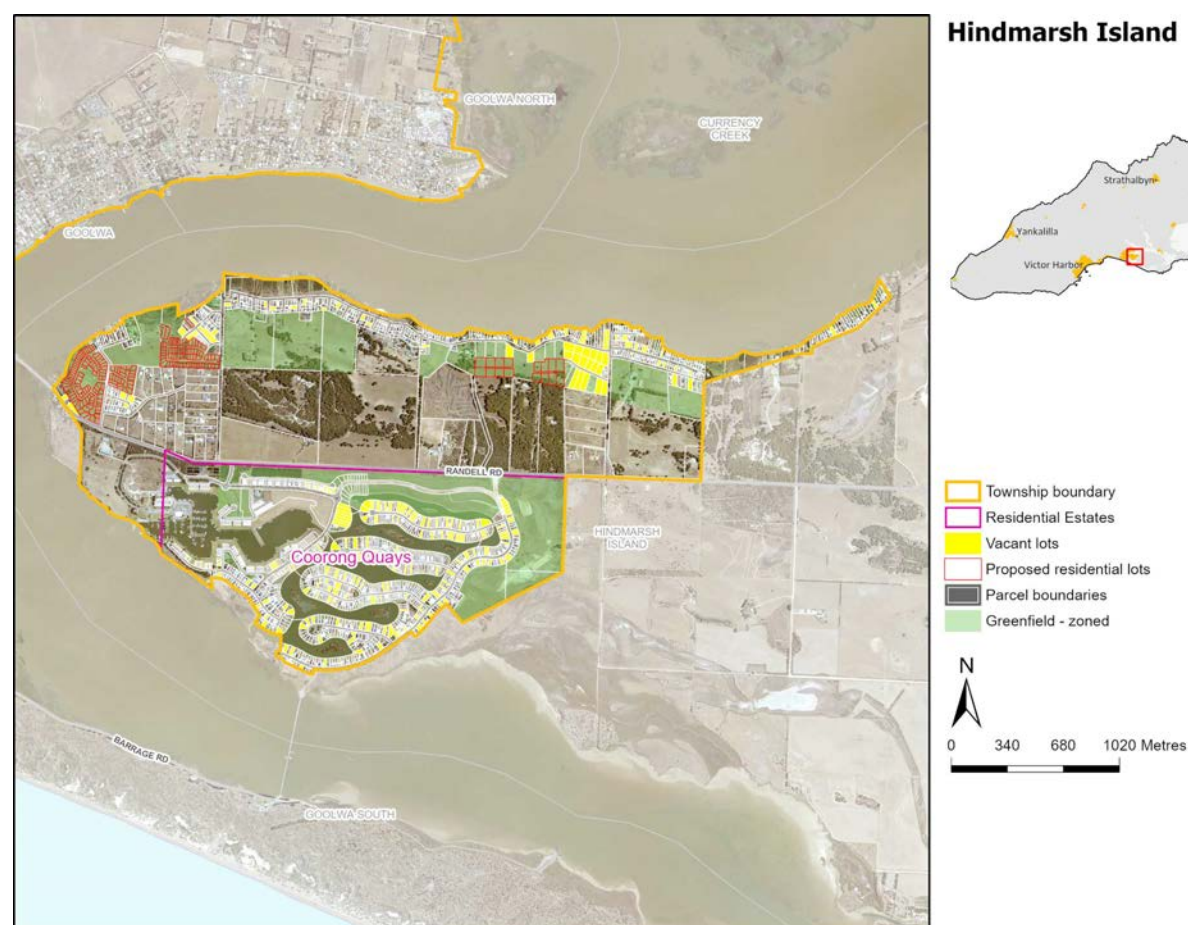 Hindmarsh Island
GOOLWA NORTH
CURRENCY
CREEK
GOOLWA
RANDELL RD
HINDMARSH
ISLAND
Coorong Quays
BARRAGE RD
GOOLWA SOUTH
Strathalbyn
Yankalilla
Victor Harbor
Township boundary
Residential Estates
Vacant lots
Proposed residential lots
Parcel boundaries
Greenfield - zoned
N
0 340 680 1020 Metres